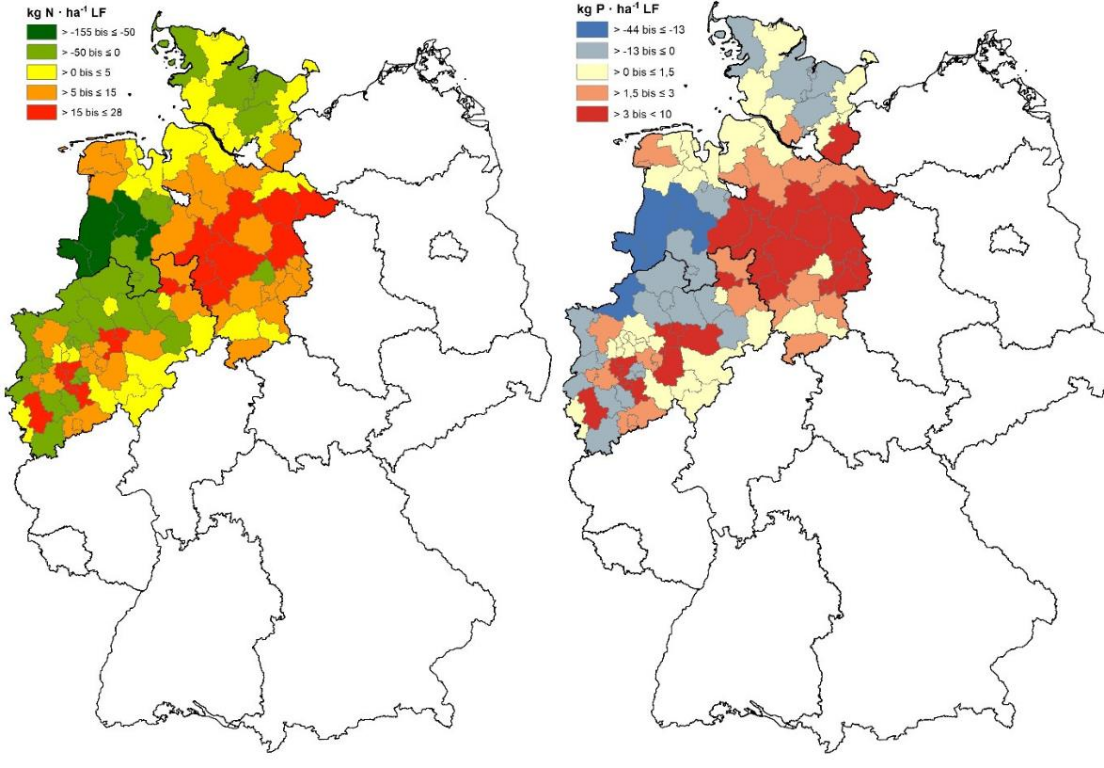 kg N · ha⁻¹ LF
> -155 bis ≤ -50
> -50 bis ≤ 0
> 0 bis ≤ 5
> 5 bis ≤ 15
> 15 bis ≤ 28
kg P · ha⁻¹ LF
> -44 bis ≤ -13
> -13 bis ≤ 0
> 0 bis ≤ 1,5
> 1,5 bis ≤ 3
> 3 bis < 10